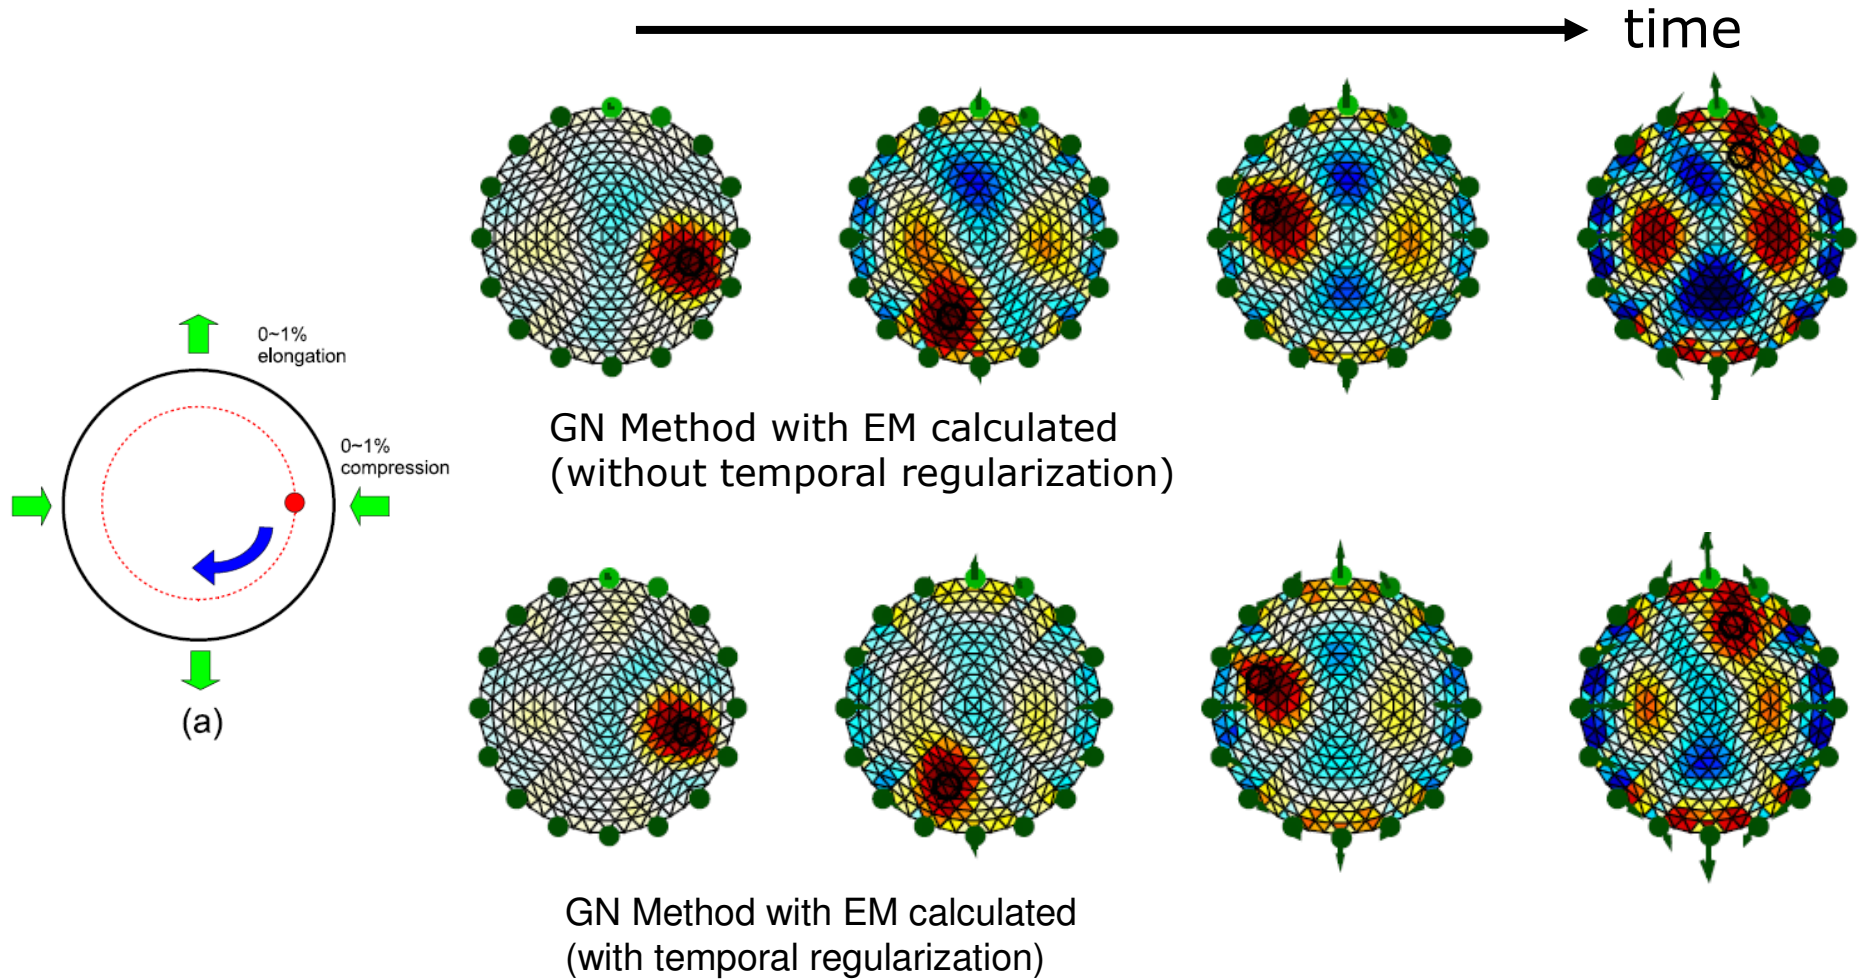 time
0~1%
elongation
0~1%
compression
(a)
GN Method with EM calculated
(without temporal regularization)
GN Method with EM calculated
(with temporal regularization)